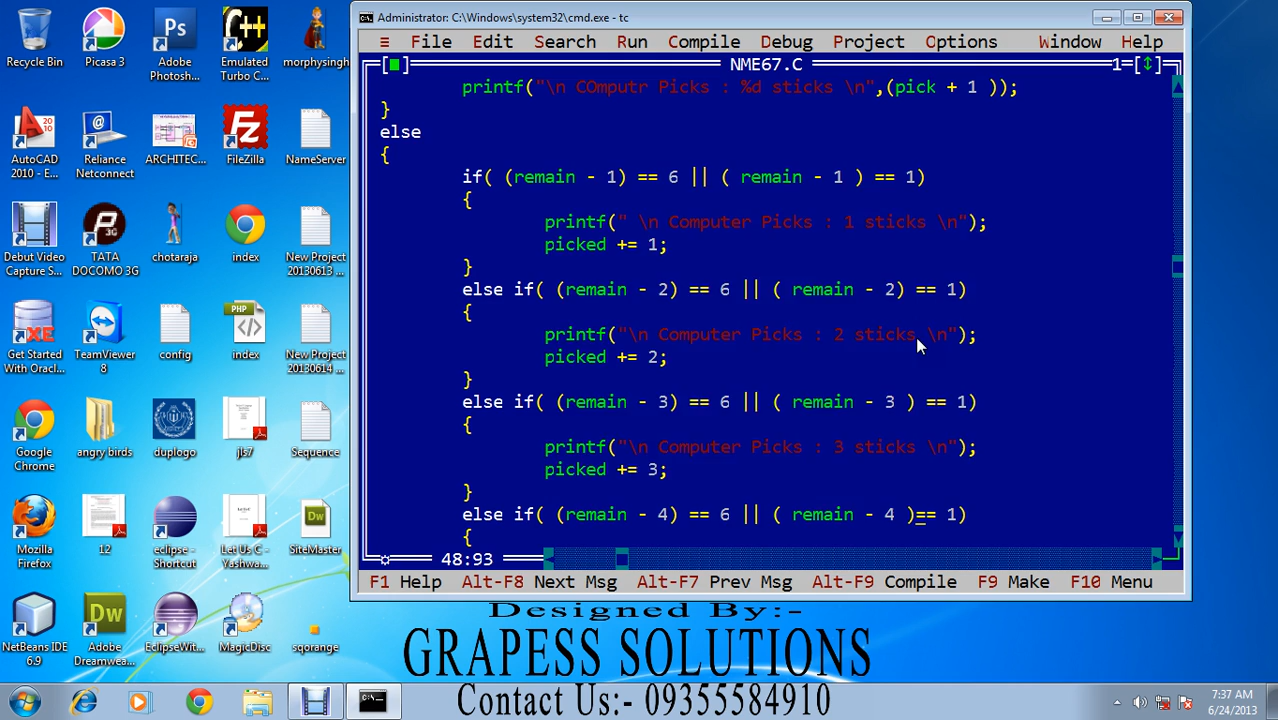 Administrator: C:\Windows\system32\cmd.exe - tc
≡ File Edit Search Run Compile Debug Project Options Window Help
[■] NME67.C 1=[↕]
printf("\n COmputr Picks : %d sticks \n",(pick + 1 ));
}
else
{
if( (remain - 1) == 6 || ( remain - 1 ) == 1)
{
printf(" \n Computer Picks : 1 sticks \n");
picked += 1;
}
else if( (remain - 2) == 6 || ( remain - 2) == 1)
{
printf("\n Computer Picks : 2 sticks \n");
picked += 2;
}
else if( (remain - 3) == 6 || ( remain - 3 ) == 1)
{
printf("\n Computer Picks : 3 sticks \n");
picked += 3;
}
else if( (remain - 4) == 6 || ( remain - 4 )== 1)
{
48:93
F1 Help Alt-F8 Next Msg Alt-F7 Prev Msg Alt-F9 Compile F9 Make F10 Menu
Recycle Bin
Picasa 3
Adobe Photosh...
Emulated Turbo C...
morphysingh
AutoCAD 2010 - E...
Reliance Netconnect
ARCHITEC...
FileZilla
NameServer
Debut Video Capture S...
TATA DOCOMO 3G
chotaraja
index
New Project 20130613 ...
Get Started With Oracl...
TeamViewer 8
config
index
New Project 20130614 ...
Google Chrome
angry birds
duplogo
jls7
Sequence
Mozilla Firefox
12
eclipse - Shortcut
Let Us C - Yashwa...
SiteMaster
NetBeans IDE 6.9
Adobe Dreamwea...
EclipseWit...
MagicDisc
sqorange
Designed By:-
GRAPESS SOLUTIONS
Contact Us:- 09355584910
7:37 AM
6/24/2013